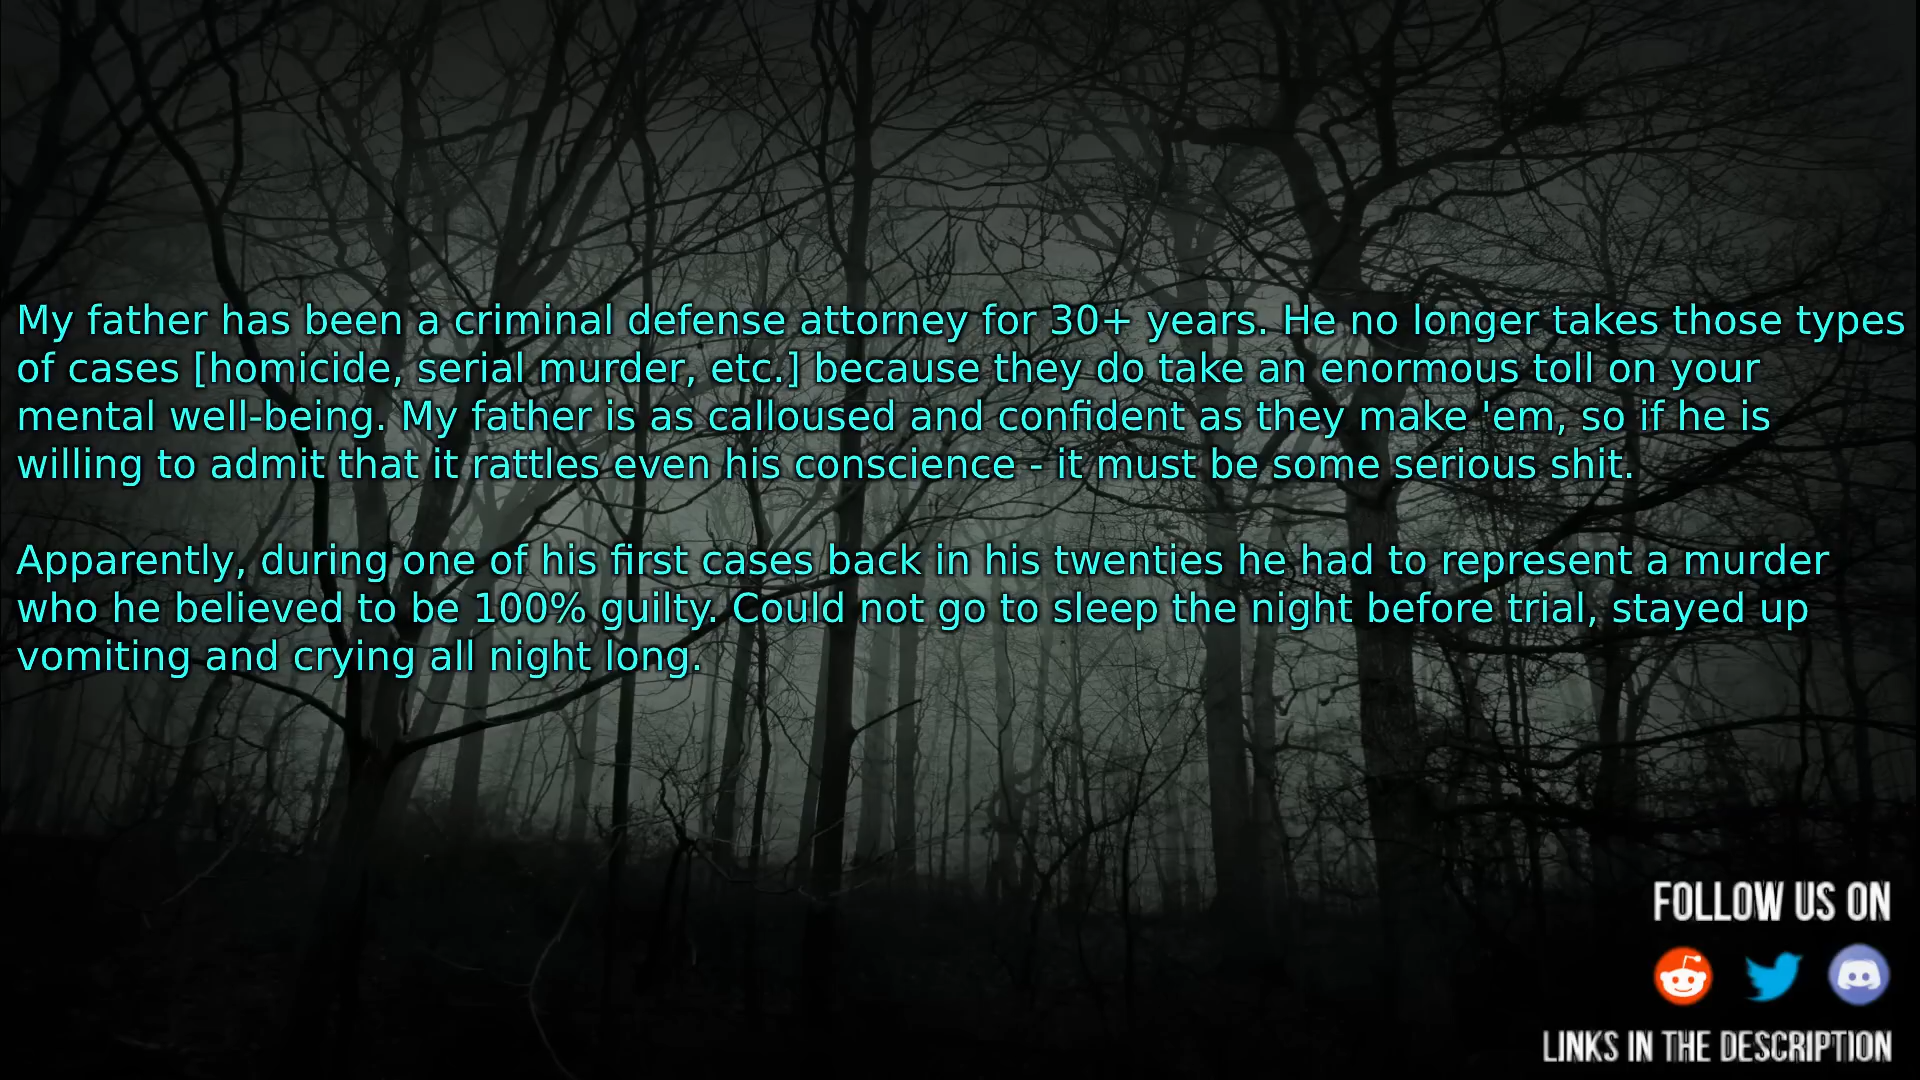 My father has been a criminal defense attorney for 30+ years. He no longer takes those types
of cases [homicide, serial murder, etc.] because they do take an enormous toll on your
mental well-being. My father is as calloused and confident as they make 'em, so if he is
willing to admit that it rattles even his conscience - it must be some serious shit.
Apparently, during one of his first cases back in his twenties he had to represent a murder
who he believed to be 100% guilty. Could not go to sleep the night before trial, stayed up
vomiting and crying all night long.
FOLLOW US ON
LINKS IN THE DESCRIPTION